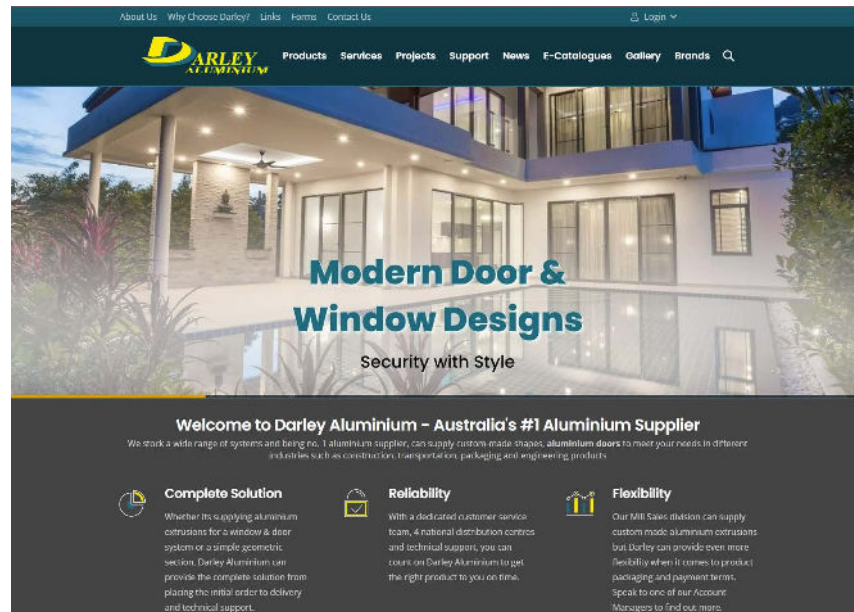 About Us Why Choose Darley? Links Forms Contact Us Login
DARLEY
ALUMINIUM
Products Services Projects Support News E-Catalogues Gallery Brands
Modern Door &
Window Designs
Security with Style
Welcome to Darley Aluminium – Australia's #1 Aluminium Supplier
We stock a wide range of systems and being no. 1 aluminium supplier, can supply custom-made shapes, aluminium doors to meet your needs in different
industries such as construction, transportation, packaging and engineering products
Complete Solution
Whether its supplying aluminium
extrusions for a window & door
system or a simple geometric
section, Darley Aluminium can
provide the complete solution from
placing the initial order to delivery
and technical support.
Reliability
With a dedicated customer service
team, 4 national distribution centres
and technical support, you can
count on Darley Aluminium to get
the right product to you on time.
Flexibility
Our Mill Sales division can supply
custom made aluminium extrusions
but Darley can provide even more
flexibility when it comes to product
packaging and payment terms.
Speak to one of our Account
Managers to find out more.